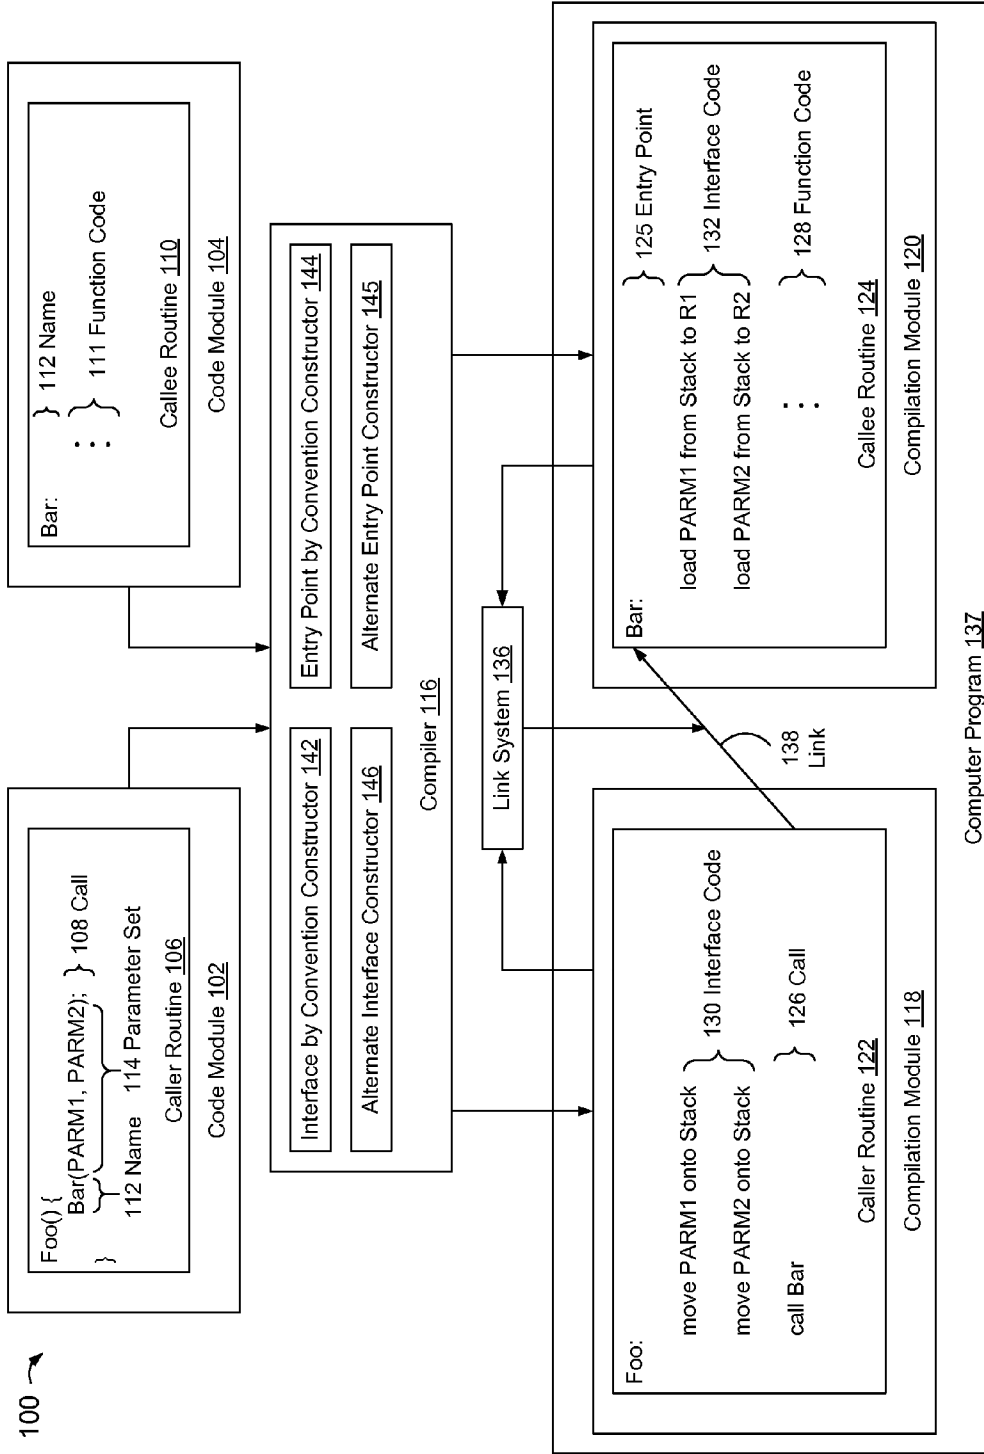 100
Foo() {
Bar(PARM1, PARM2); } 108 Call
112 Name 114 Parameter Set
}
Caller Routine 106
Code Module 102
Bar: } 112 Name
⋮ } 111 Function Code
Callee Routine 110
Code Module 104
Interface by Convention Constructor 142
Alternate Interface Constructor 146
Entry Point by Convention Constructor 144
Alternate Entry Point Constructor 145
Compiler 116
Link System 136
138 Link
Foo:
move PARM1 onto Stack
move PARM2 onto Stack
} 130 Interface Code
call Bar } 126 Call
Caller Routine 122
Compilation Module 118
Bar: } 125 Entry Point
load PARM1 from Stack to R1
load PARM2 from Stack to R2
} 132 Interface Code
⋮ } 128 Function Code
Callee Routine 124
Compilation Module 120
Computer Program 137